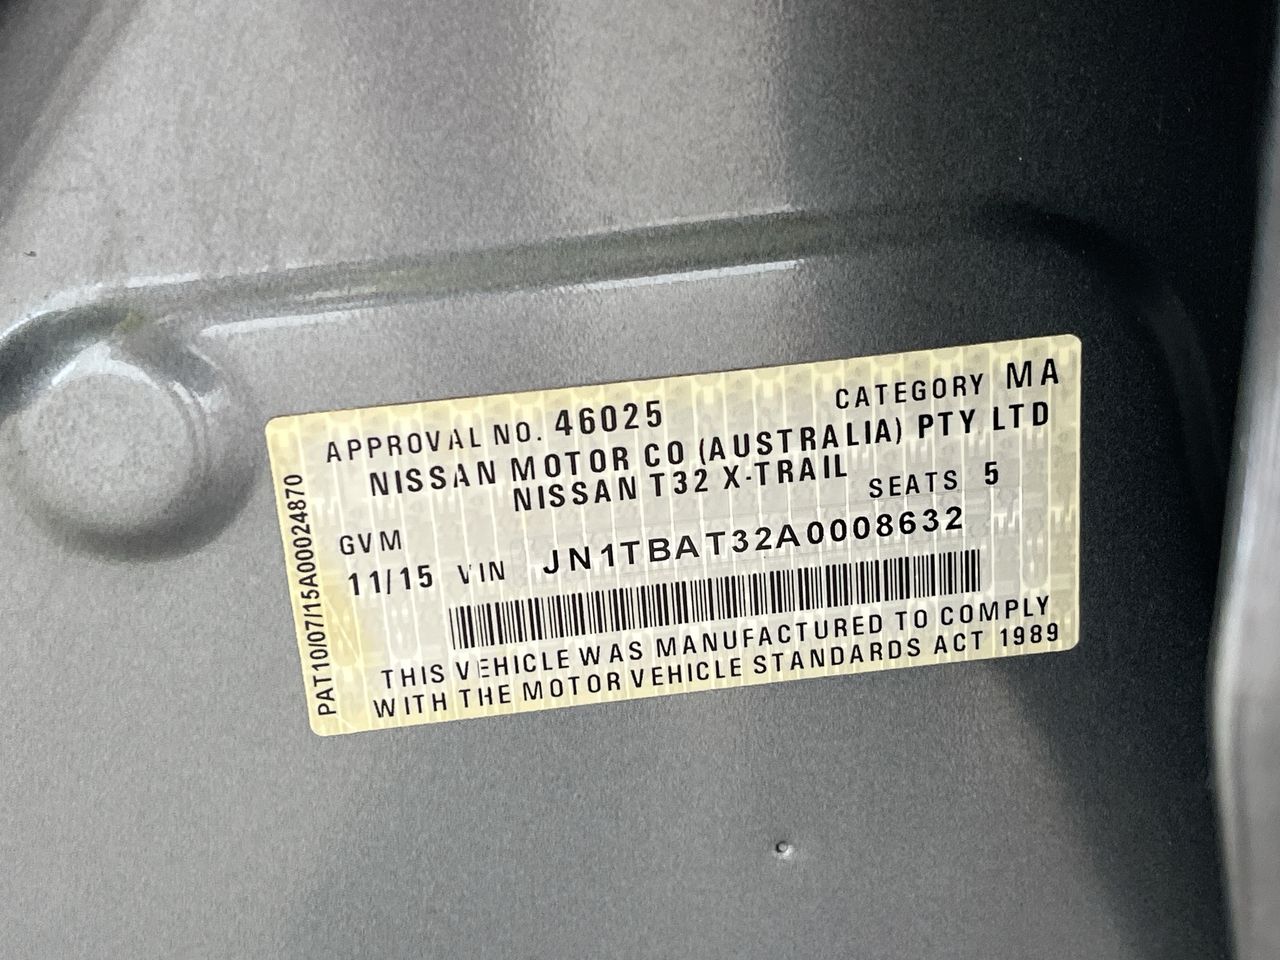 APPROVAL NO. 46025 CATEGORY MA
NISSAN MOTOR CO (AUSTRALIA) PTY LTD
NISSAN T32 X-TRAIL
SEATS 5
GVM
11/15 VIN JN1TBAT32A0008632
THIS VEHICLE WAS MANUFACTURED TO COMPLY
WITH THE MOTOR VEHICLE STANDARDS ACT 1989
PAT10/07/15A00024870